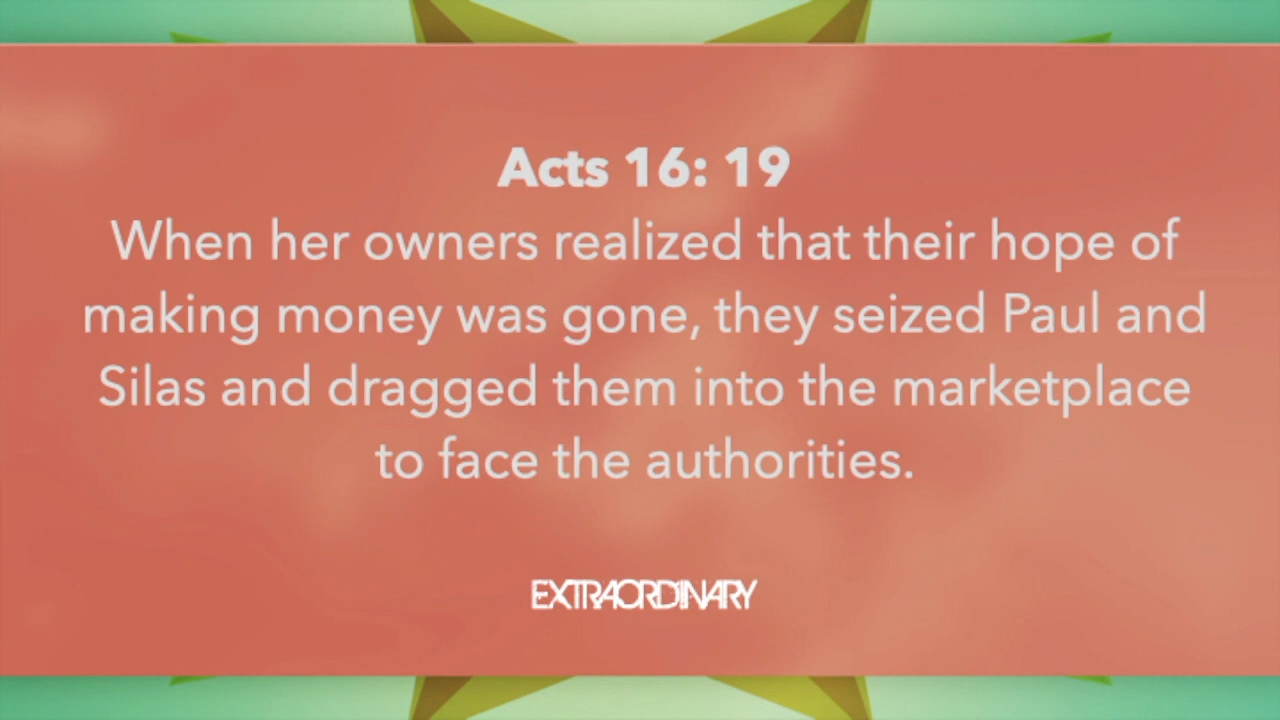 Acts 16: 19
When her owners realized that their hope of
making money was gone, they seized Paul and
Silas and dragged them into the marketplace
to face the authorities.
EXTRAORDINARY